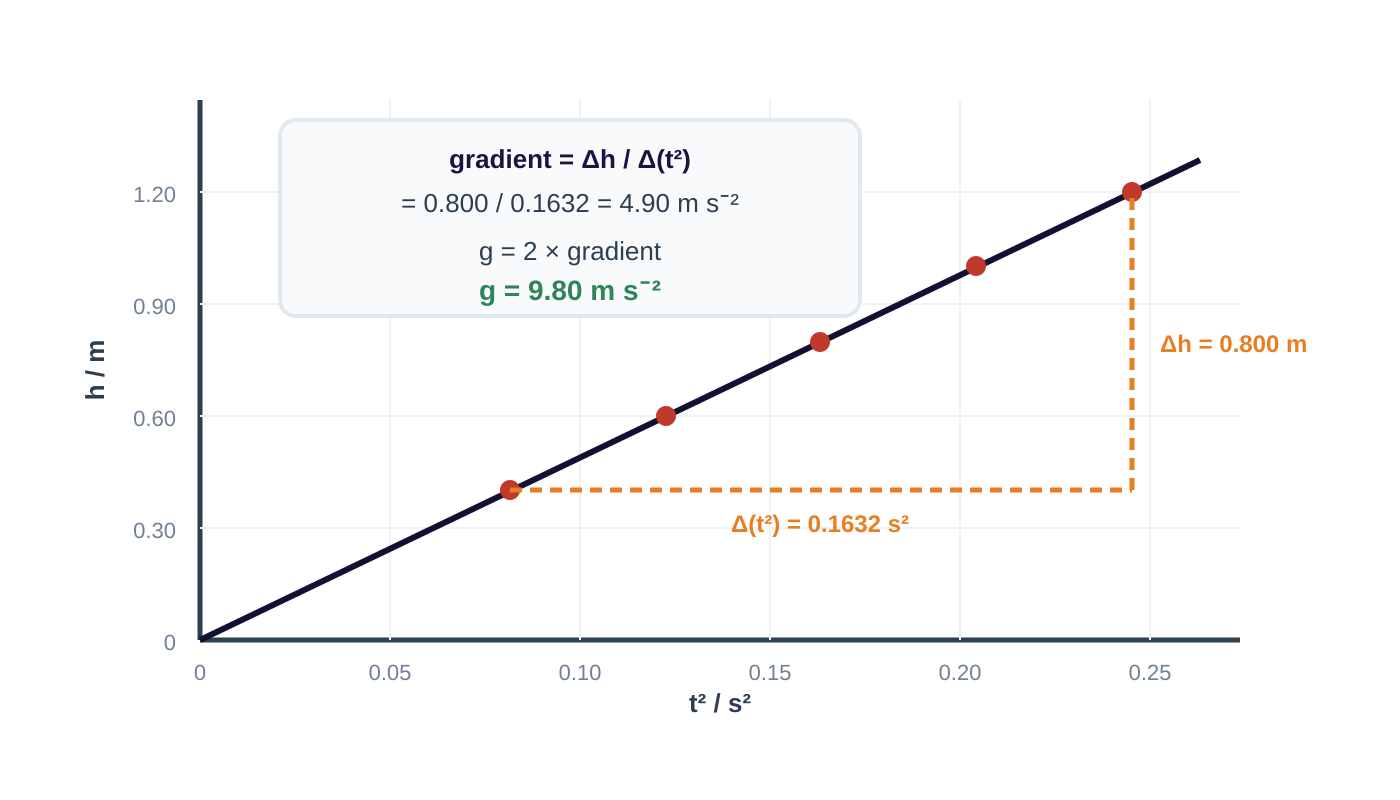 gradient = Δh / Δ(t²)
= 0.800 / 0.1632 = 4.90 m s⁻²
g = 2 × gradient
g = 9.80 m s⁻²
1.20
0.90
0.60
0.30
0
h / m
Δh = 0.800 m
Δ(t²) = 0.1632 s²
0
0.05
0.10
0.15
0.20
0.25
t² / s²